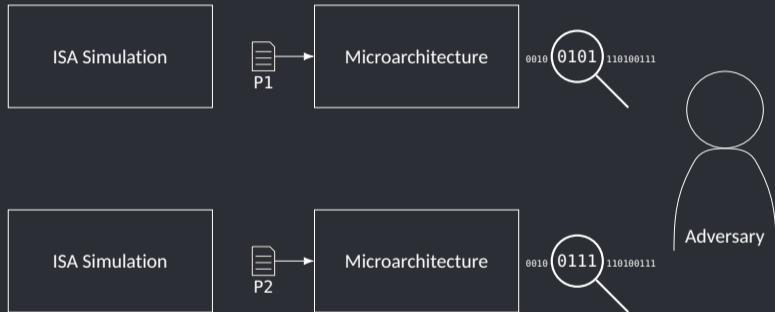 ISA Simulation
P1
Microarchitecture
0010 0101 110100111
Adversary
ISA Simulation
P2
Microarchitecture
0010 0111 110100111